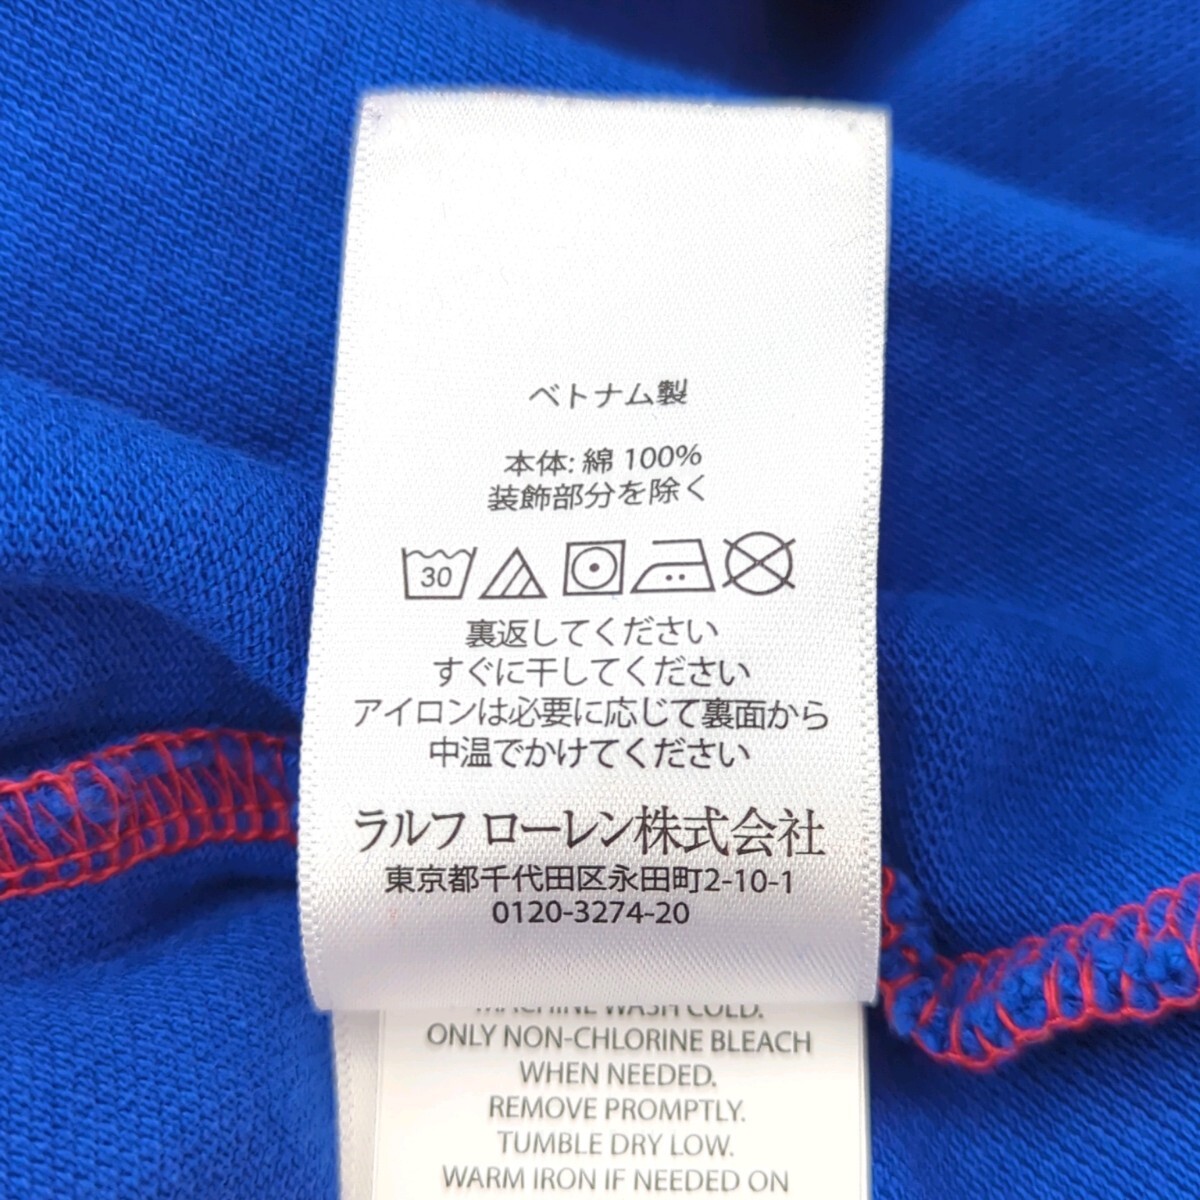 ベトナム製
本体: 綿 100%
装飾部分を除く
30
裏返してください
すぐに干してください
アイロンは必要に応じて裏面から
中温でかけてください
ラルフ ローレン株式会社
東京都千代田区永田町2-10-1
0120-3274-20
MACHINE WASH COLD.
ONLY NON-CHLORINE BLEACH
WHEN NEEDED.
REMOVE PROMPTLY.
TUMBLE DRY LOW.
WARM IRON IF NEEDED ON